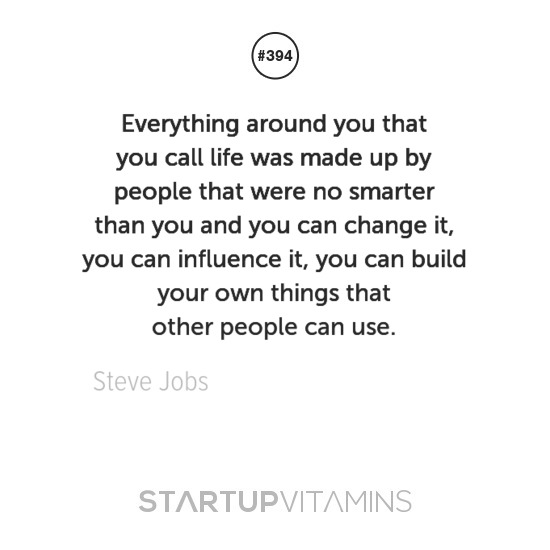 #394
Everything around you that
you call life was made up by
people that were no smarter
than you and you can change it,
you can influence it, you can build
your own things that
other people can use.
Steve Jobs
STARTUPVITAMINS